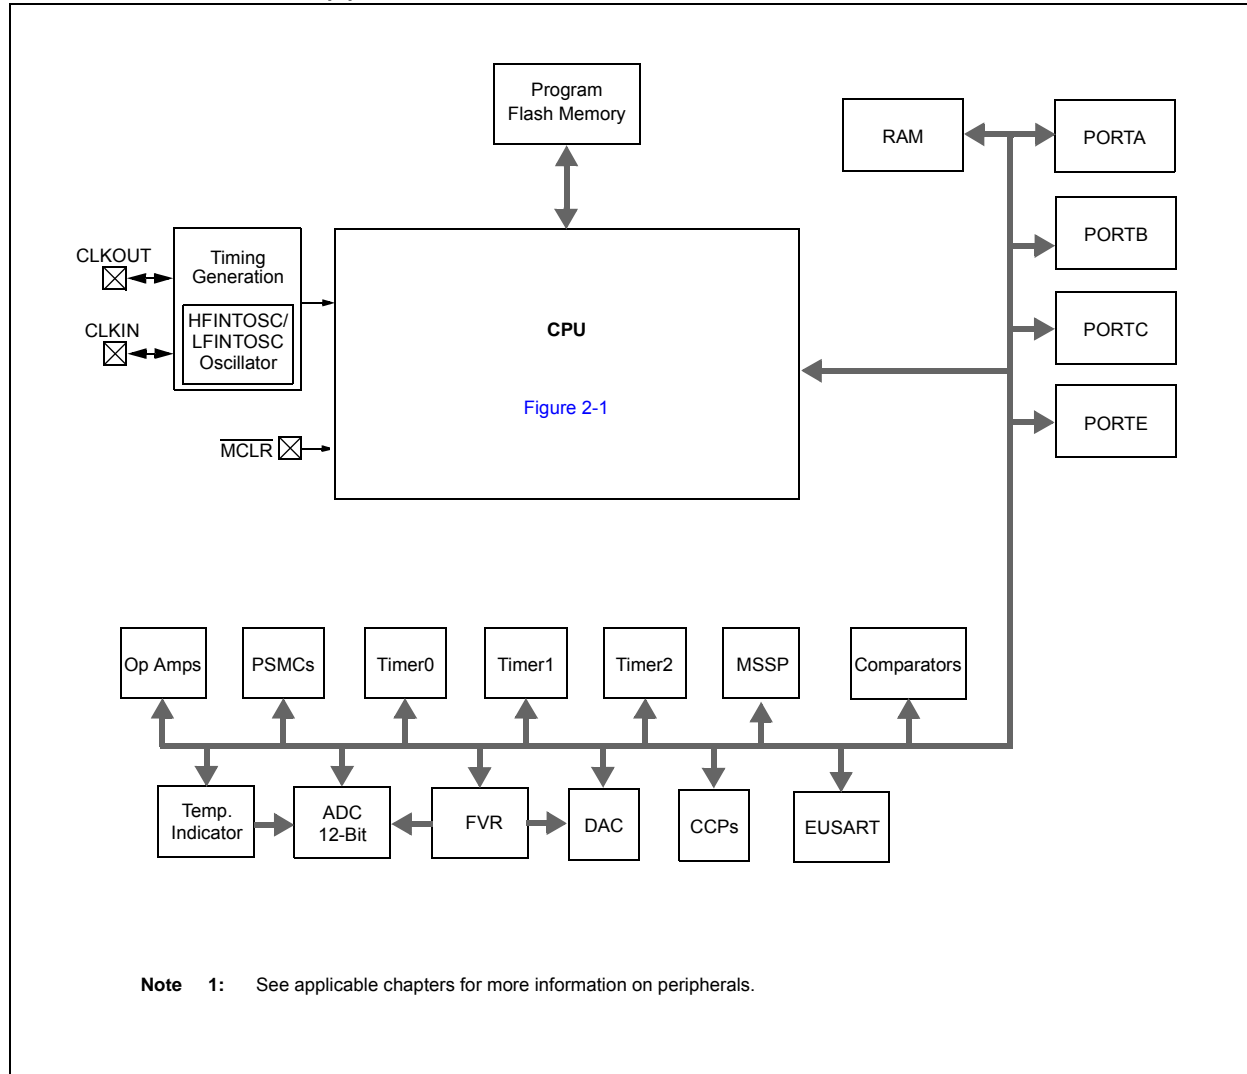 Program
Flash Memory
RAM
PORTA
CLKOUT
Timing
Generation
PORTB
CLKIN
HFINTOSC/
LFINTOSC
Oscillator
CPU
PORTC
Figure 2-1
PORTE
MCLR
Op Amps
PSMCs
Timer0
Timer1
Timer2
MSSP
Comparators
Temp.
Indicator
ADC
12-Bit
FVR
DAC
CCPs
EUSART
Note 1: See applicable chapters for more information on peripherals.